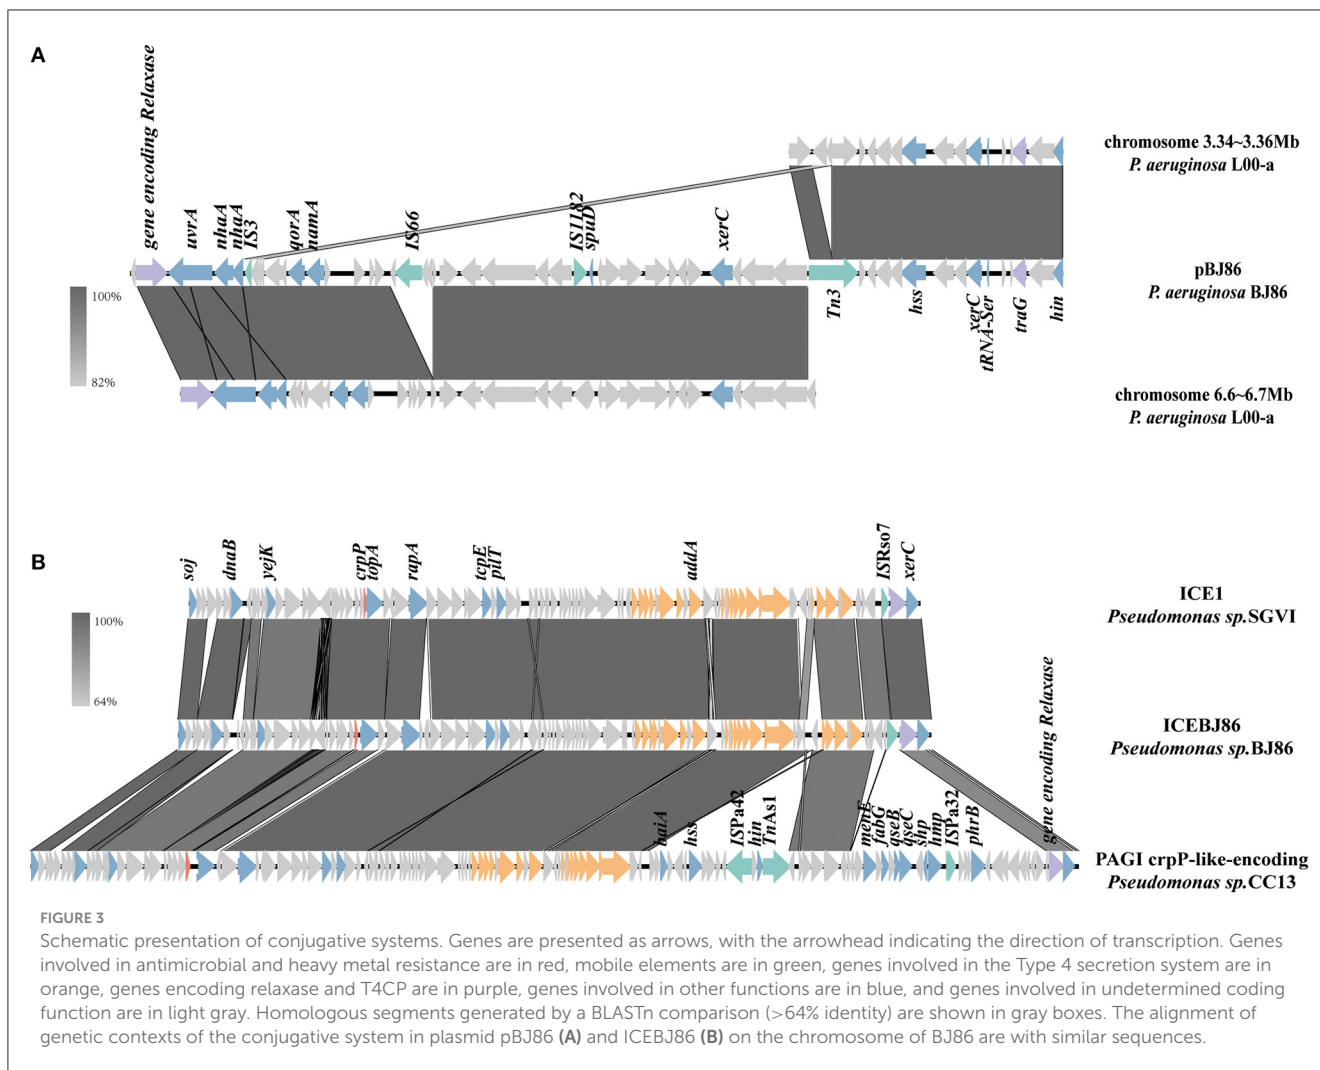 A
gene encoding Relaxase
uvrA
nhaA
nhaA
IS3
qorA
namA
IS66
IS1182
spuD
xerC
chromosome 3.34~3.36Mb
P. aeruginosa L00-a
pBJ86
P. aeruginosa BJ86
Tn3
hss
xerC
tRNA-Ser
traG
hin
100%
82%
chromosome 6.6~6.7Mb
P. aeruginosa L00-a
B
soj
dnaB
yejK
crpP
topA
rapA
tcpE
pilT
addA
ISRso7
xerC
ICE1
Pseudomonas sp.SGVI
100%
64%
ICEBJ86
Pseudomonas sp.BJ86
baiA
hss
ISPa42
hin
TnAs1
menE
fabG
qseB
qseC
shp
hmp
ISPa32
phrB
gene encoding Relaxase
PAGI crpP-like-encoding
Pseudomonas sp.CC13
FIGURE 3
Schematic presentation of conjugative systems. Genes are presented as arrows, with the arrowhead indicating the direction of transcription. Genes
involved in antimicrobial and heavy metal resistance are in red, mobile elements are in green, genes involved in the Type 4 secretion system are in
orange, genes encoding relaxase and T4CP are in purple, genes involved in other functions are in blue, and genes involved in undetermined coding
function are in light gray. Homologous segments generated by a BLASTn comparison (>64% identity) are shown in gray boxes. The alignment of
genetic contexts of the conjugative system in plasmid pBJ86 (A) and ICEBJ86 (B) on the chromosome of BJ86 are with similar sequences.